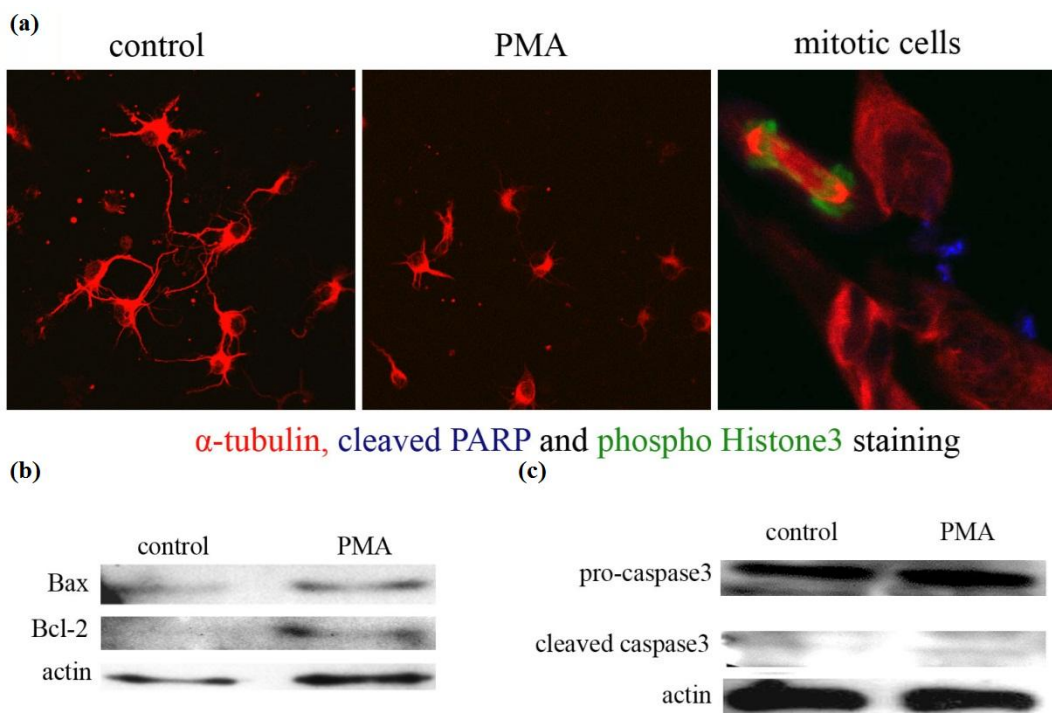 (a)
control PMA mitotic cells
α-tubulin, cleaved PARP and phospho Histone3 staining
(b)
control PMA
Bax
Bcl-2
actin
(c)
control PMA
pro-caspase3
cleaved caspase3
actin